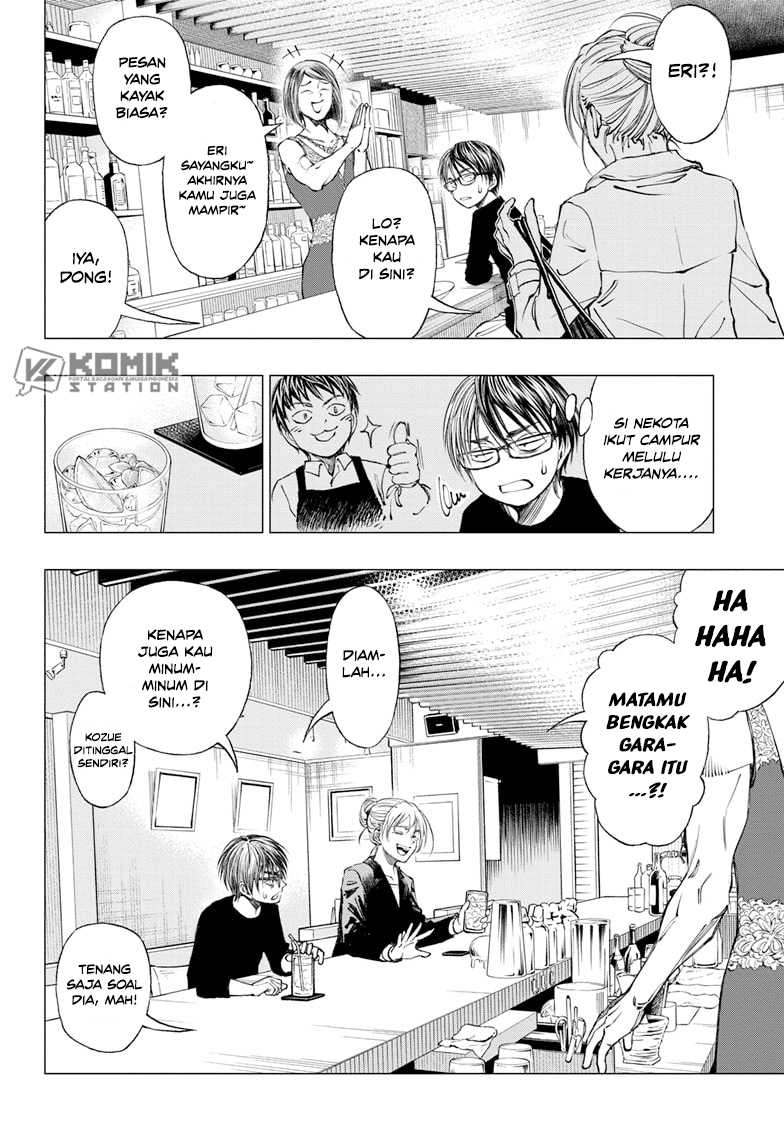 ERI?!
LO?
KENAPA
KAU
DI SINI?
ERI
SAYANGKU~
AKHIRNYA
KAMU JUGA
MAMPIR~
PESAN
YANG
KAYAK
BIASA?
IYA,
DONG!
KOMIK
STATION
SI NEKOTA
IKUT CAMPUR
MELULU
KERJANYA....
HA
HAHA
HA!
MATAMU
BENGKAK
GARA-
GARA ITU
...?!
DIAM-
LAH...
KENAPA
JUGA KAU
MINUM-
MINUM DI
SINI...?
KOZUE
DITINGGAL
SENDIRI?
TENANG
SAJA SOAL
DIA, MAH!